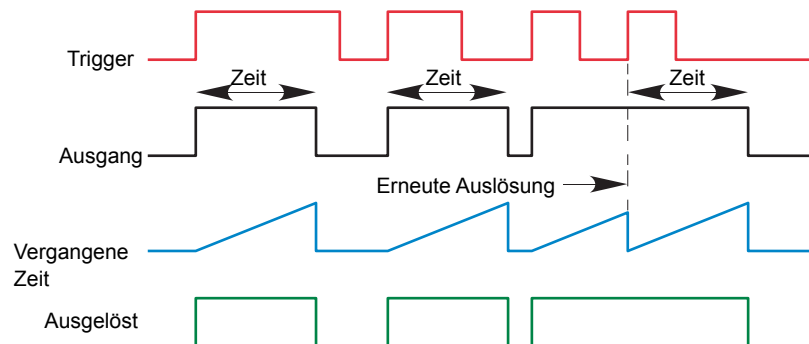 Trigger
Zeit
Zeit
Zeit
Ausgang
Erneute Auslösung
Vergangene
Zeit
Ausgelöst